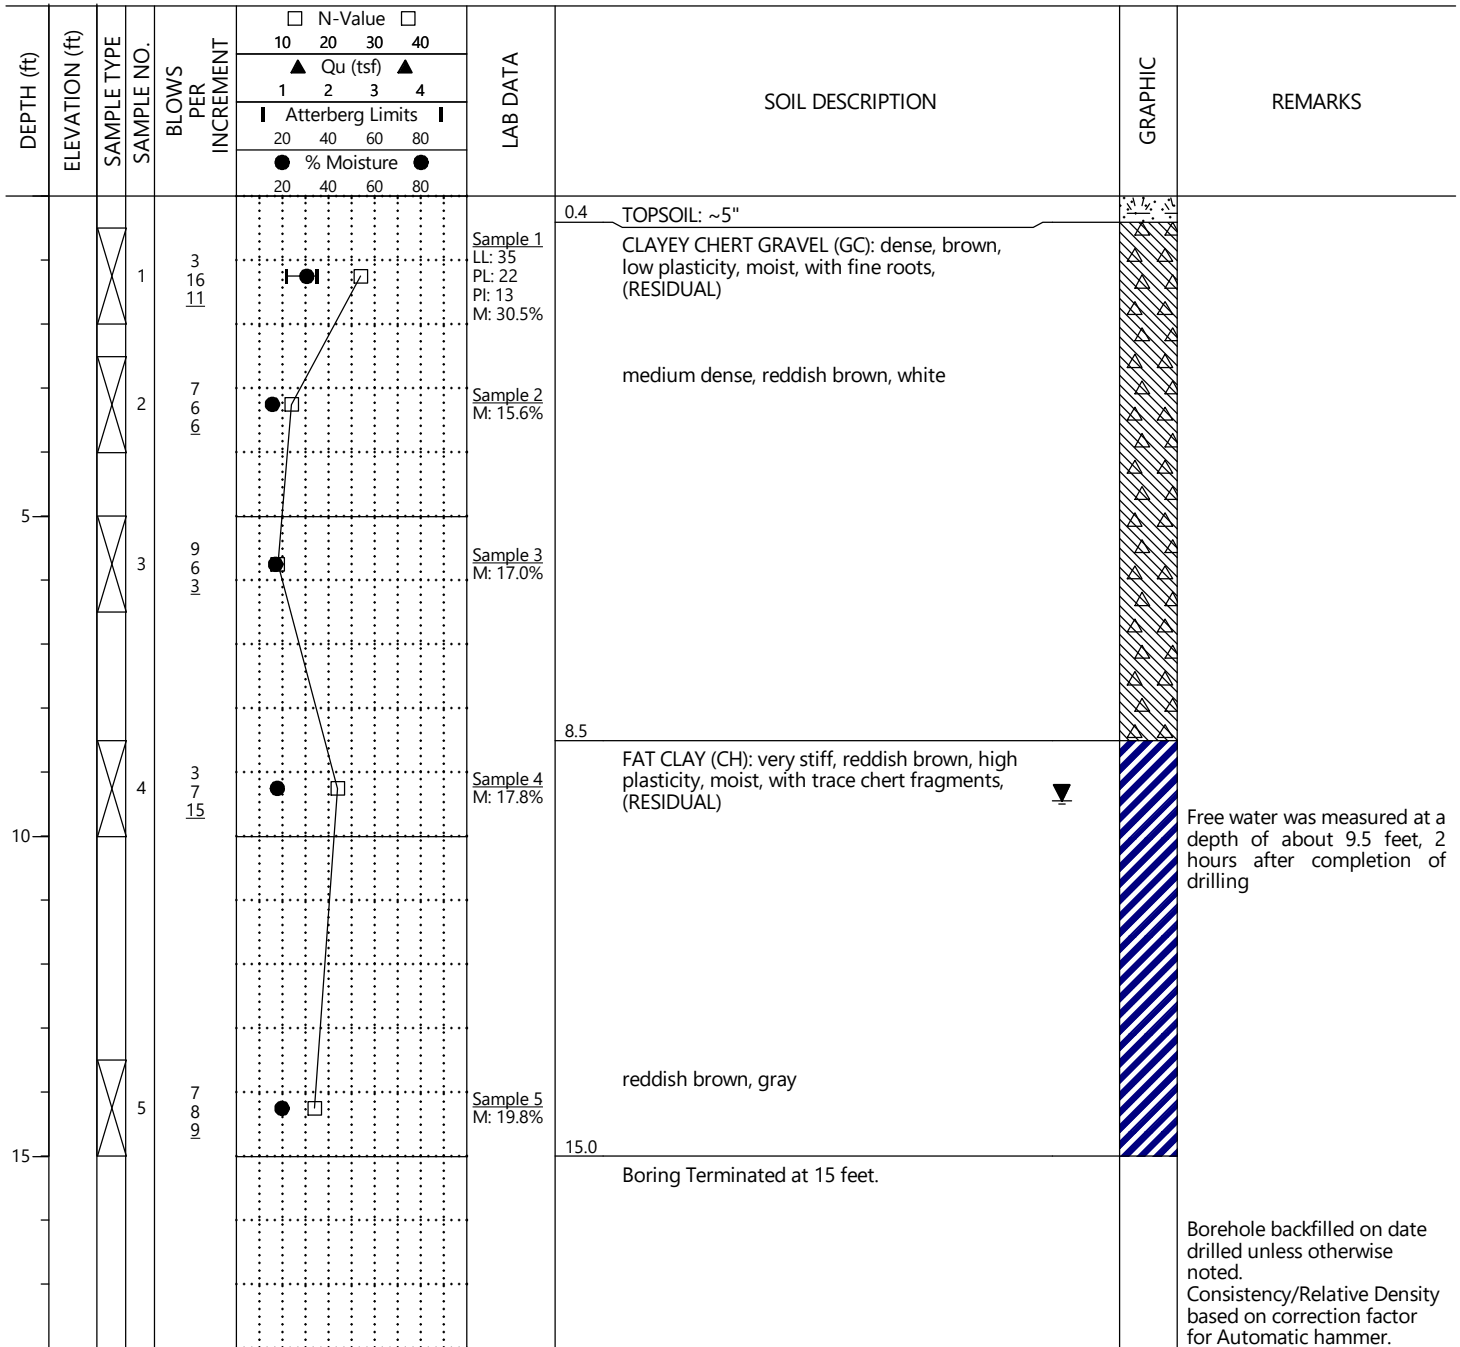 DEPTH (ft)
ELEVATION (ft)
SAMPLE TYPE
SAMPLE NO.
BLOWS
PER
INCREMENT
□ N-Value □
10 20 30 40
▲ Qu (tsf) ▲
1 2 3 4
Atterberg Limits
20 40 60 80
● % Moisture ●
20 40 60 80
LAB DATA
SOIL DESCRIPTION
GRAPHIC
REMARKS
0.4 TOPSOIL: ~5"
1
3
16
11
Sample 1
LL: 35
PL: 22
PI: 13
M: 30.5%
CLAYEY CHERT GRAVEL (GC): dense, brown,
low plasticity, moist, with fine roots,
(RESIDUAL)
medium dense, reddish brown, white
2
7
6
6
Sample 2
M: 15.6%
5
3
9
6
3
Sample 3
M: 17.0%
8.5
FAT CLAY (CH): very stiff, reddish brown, high
plasticity, moist, with trace chert fragments,
(RESIDUAL)
4
3
7
15
Sample 4
M: 17.8%
10
Free water was measured at a
depth of about 9.5 feet, 2
hours after completion of
drilling
reddish brown, gray
5
7
8
9
Sample 5
M: 19.8%
15.0
15
Boring Terminated at 15 feet.
Borehole backfilled on date
drilled unless otherwise
noted.
Consistency/Relative Density
based on correction factor
for Automatic hammer.